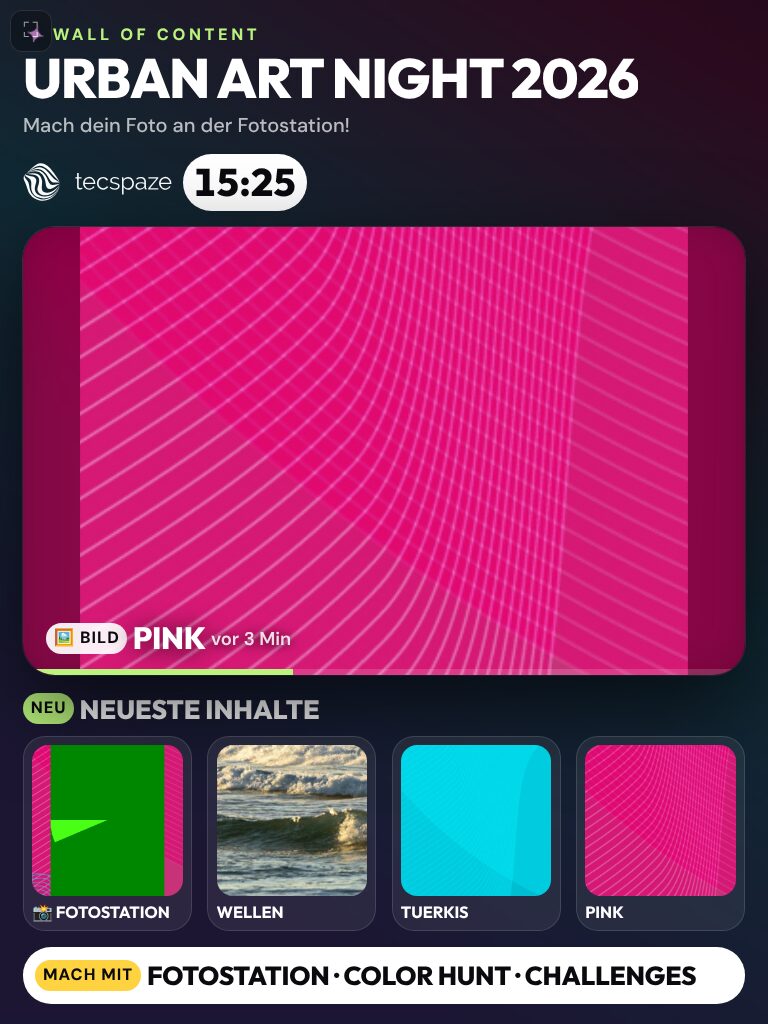 WALL OF CONTENT
URBAN ART NIGHT 2026
Mach dein Foto an der Fotostation!
tecspaze 15:25
BILD PINK vor 3 Min
NEU NEUESTE INHALTE
FOTOSTATION
WELLEN
TUERKIS
PINK
MACH MIT FOTOSTATION · COLOR HUNT · CHALLENGES